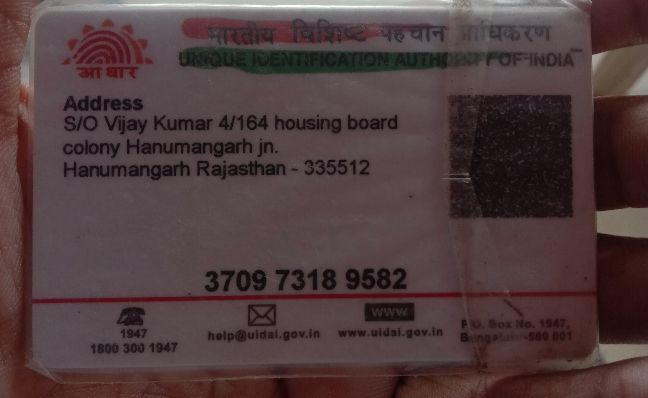 भारतीय विशिष्ट पहचान प्राधिकरण
UNIQUE IDENTIFICATION AUTHORITY OF INDIA
आधार
Address
S/O Vijay Kumar 4/164 housing board
colony Hanumangarh jn.
Hanumangarh Rajasthan - 335512
3709 7318 9582
1947
1800 300 1947
help@uidai.gov.in
www
www.uidai.gov.in
P.O. Box No. 1947,
Bengaluru-560 001